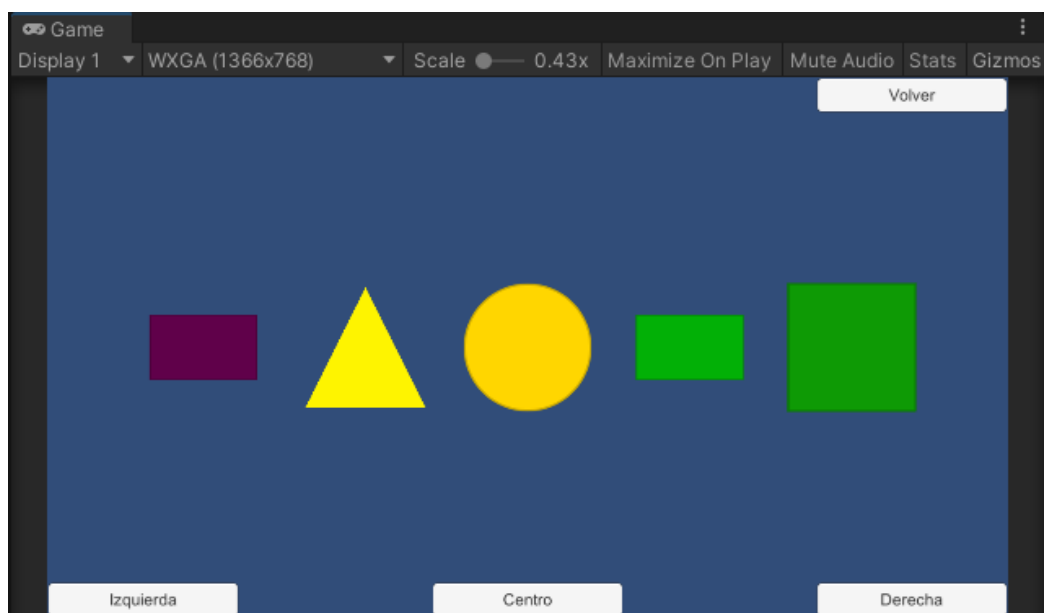 Game
Display 1 WXGA (1366x768) Scale 0.43x Maximize On Play Mute Audio Stats Gizmos
Volver
Izquierda Centro Derecha